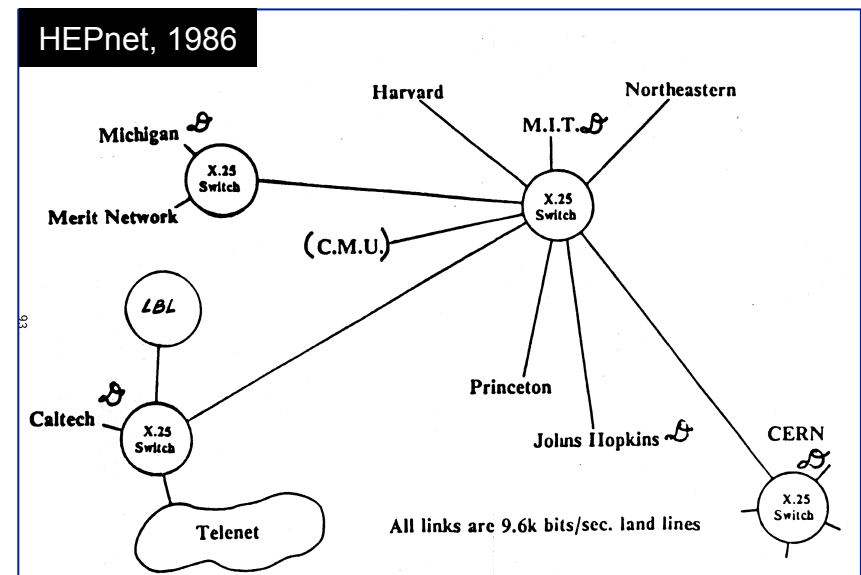 HEPnet, 1986
Harvard
Northeastern
M.I.T. D
Michigan D
X.25
Switch
X.25
Switch
Merit Network
(C.M.U.)
LBL
93
Princeton
Caltech D
X.25
Switch
Johns Hopkins D
CERN
D
X.25
Switch
Telenet
All links are 9.6k bits/sec. land lines